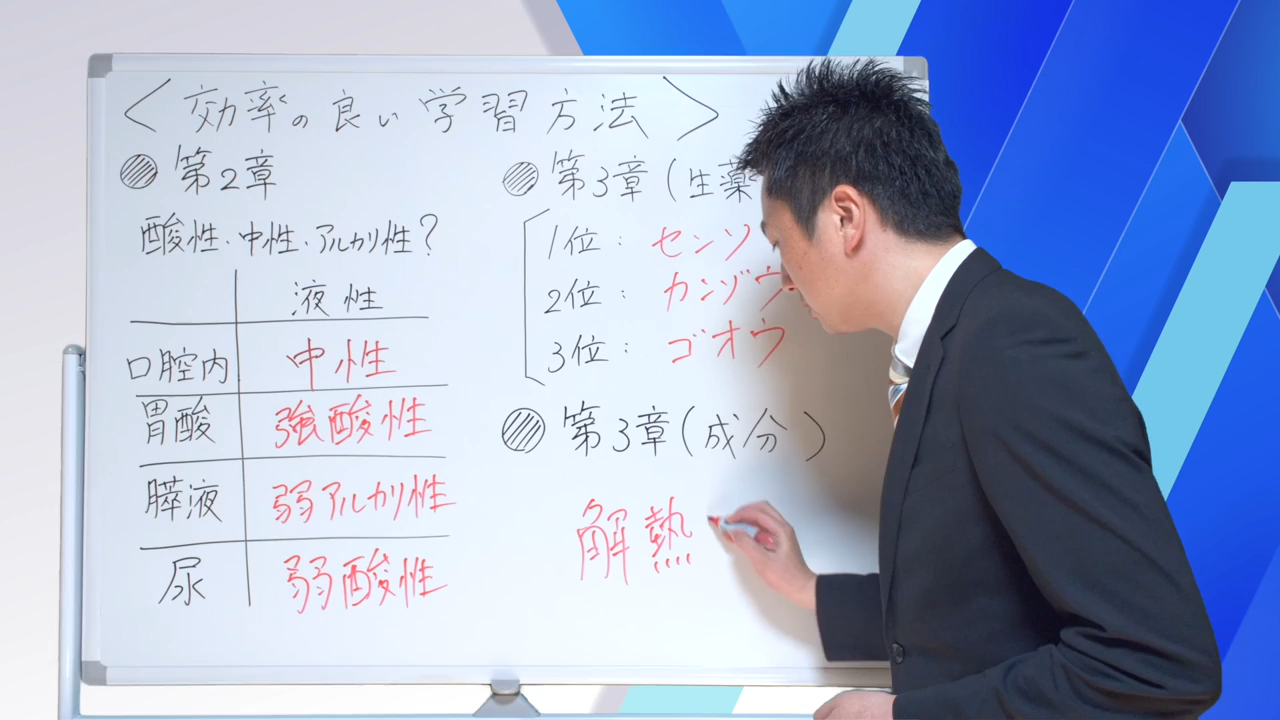 〈効率の良い学習方法〉
第2章
酸性・中性・アルカリ性?
液性
口腔内 中性
胃酸 強酸性
膵液 弱アルカリ性
尿 弱酸性
第3章(生薬
1位: センソ
2位: カンゾウ
3位: ゴオウ
第3章(成分)
解熱